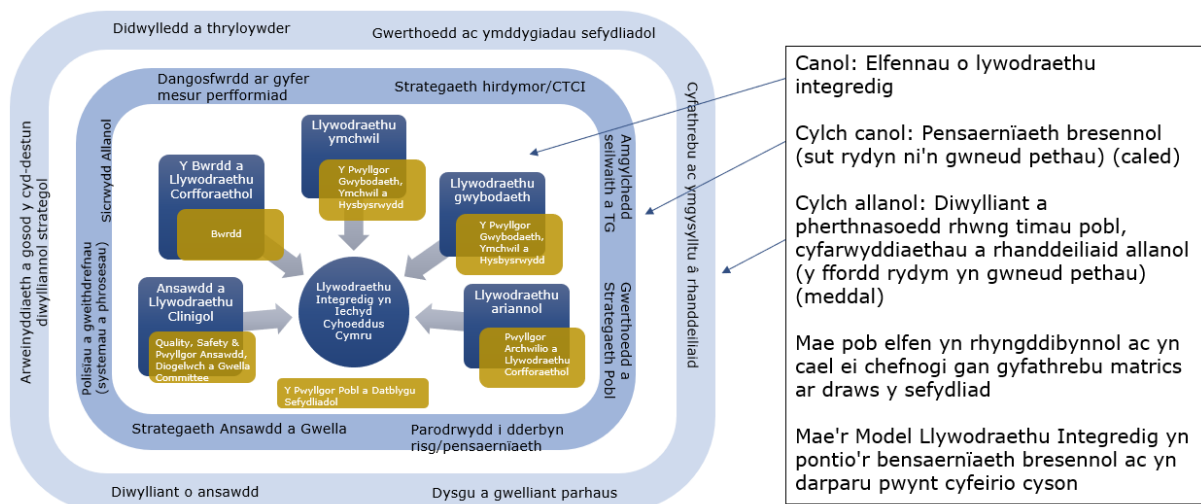 Didwylledd a thryloywder
Gwerthoedd ac ymddygiadau sefydliadol
Arweinyddiaeth a gosod y cyd-destun
diwylliannol strategol
Cyfathrebu ac ymgysylltu â rhanddeiliaid
Diwylliant o ansawdd
Dysgu a gwelliant parhaus
Dangosfwrdd ar gyfer
mesur perfformiad
Strategaeth hirdymor/CTCI
Sicrwydd Allanol
Polisïau a gweithdrefnau
(systemau a phrosesau)
Amgylchedd
seilwaith a TG
Gwerthoedd a
Strategaeth Pobl
Strategaeth Ansawdd a Gwella
Parodrwydd i dderbyn
risg/pensaernïaeth
Y Bwrdd a
Llywodraethu
Corfforaethol
Bwrdd
Llywodraethu
ymchwil
Y Pwyllgor
Gwybodaeth,
Ymchwil a
Hysbysrwydd
Llywodraethu
gwybodaeth
Y Pwyllgor
Gwybodaeth,
Ymchwil a
Hysbysrwydd
Ansawdd a
Llywodraethu
Clinigol
Quality, Safety &
Pwyllgor Ansawdd,
Diogelwch a Gwella
Committee
Llywodraethu
Integredig yn
Iechyd
Cyhoeddus
Cymru
Llywodraethu
ariannol
Pwyllgor
Archwilio a
Llywodraethu
Corfforaethol
Y Pwyllgor Pobl a Datblygu
Sefydliadol
Canol: Elfennau o lywodraethu
integredig
Cylch canol: Pensaernïaeth bresennol
(sut rydyn ni'n gwneud pethau) (caled)
Cylch allanol: Diwylliant a
pherthnasoedd rhwng timau pobl,
cyfarwyddiaethau a rhanddeiliaid allanol
(y ffordd rydym yn gwneud pethau)
(meddal)
Mae pob elfen yn rhyngddibynnol ac yn
cael ei chefnogi gan gyfathrebu matrics
ar draws y sefydliad
Mae'r Model Llywodraethu Integredig yn
pontio'r bensaernïaeth bresennol ac yn
darparu pwynt cyfeirio cyson